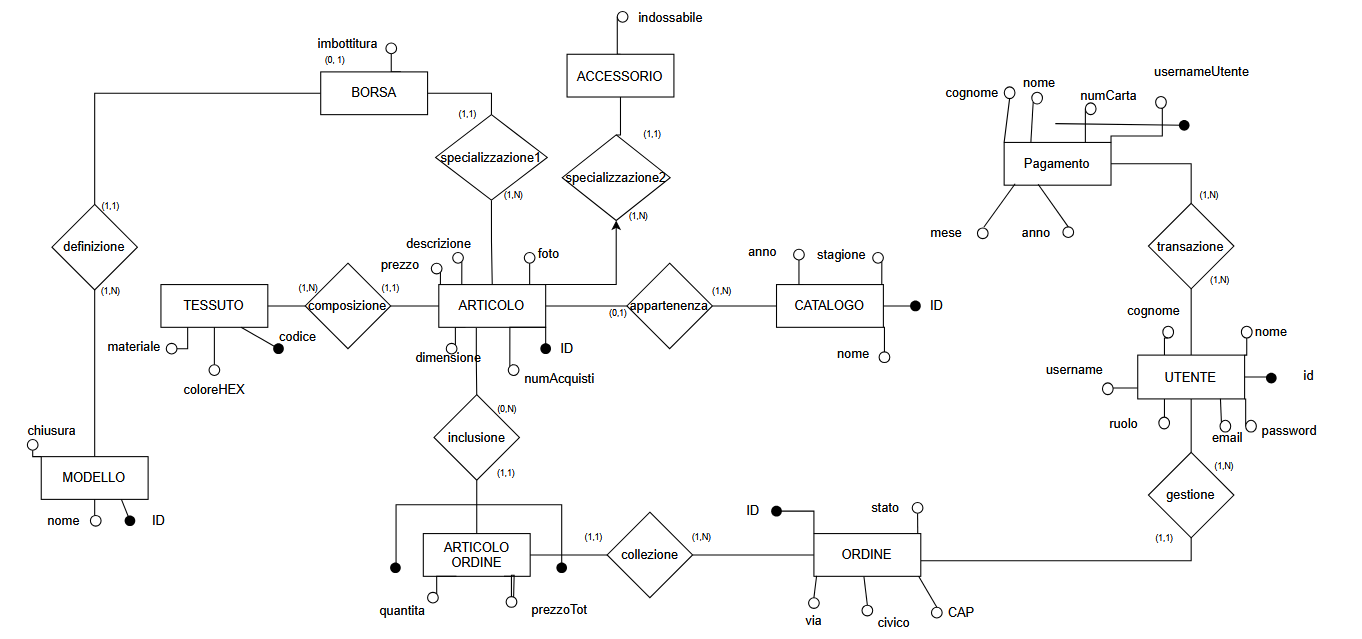 indossabile
imbottitura
(0, 1)
BORSA
ACCESSORIO
usernameUtente
nome
cognome
numCarta
Pagamento
(1,1)
specializzazione1
(1,N)
(1,1)
specializzazione2
(1,N)
mese
anno
(1,N)
transazione
(1,N)
(1,1)
definizione
(1,N)
descrizione
prezzo
foto
anno
stagione
TESSUTO
(1,N)
composizione
(1,1)
ARTICOLO
(0,1)
appartenenza
(1,N)
CATALOGO
ID
nome
materiale
coloreHEX
codice
dimensione
numAcquisti
ID
cognome
nome
username
UTENTE
id
ruolo
email
password
(0,N)
inclusione
(1,1)
chiusura
MODELLO
nome
ID
(1,N)
gestione
(1,1)
ID
stato
ARTICOLO
ORDINE
(1,1)
collezione
(1,N)
ORDINE
quantita
prezzoTot
via
civico
CAP